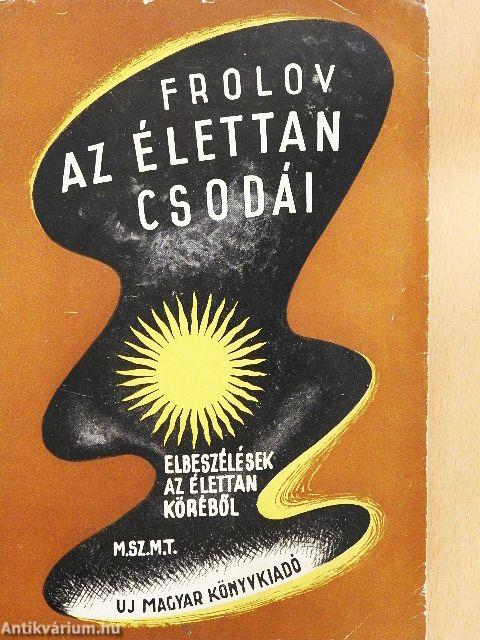 FROLOV
AZ ÉLETTAN
CSODÁI
ELBESZÉLÉSEK
AZ ÉLETTAN
KÖRÉBŐL
M.SZ.M.T.
UJ MAGYAR KÖNYVKIADÓ
Antikvárium.hu